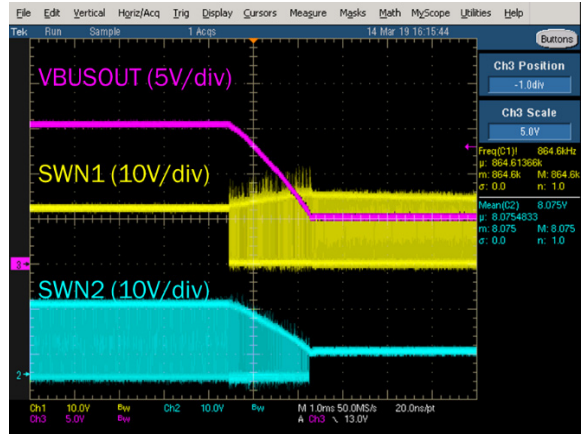 File Edit Vertical Horiz/Acq Trig Display Cursors Measure Masks Math MyScope Utilities Help
Tek Run Sample 1 Acqs 14 Mar 19 16:15:44
Buttons
Ch3 Position
-1.0div
Ch3 Scale
5.0V
VBUSOUT (5V/div)
Freq(C1)! 864.6kHz
µ: 864.61366k
m: 864.6k M: 864.6k
σ: 0.0 n: 1.0
SWN1 (10V/div)
Mean(C2) 8.075V
µ: 8.0754833
m: 8.075 M: 8.075
σ: 0.0 n: 1.0
3
SWN2 (10V/div)
2
Ch1 10.0V Bw Ch2 10.0V Bw M 1.0ms 50.0MS/s 20.0ns/pt
Ch3 5.0V Bw A Ch3 \ 13.0V